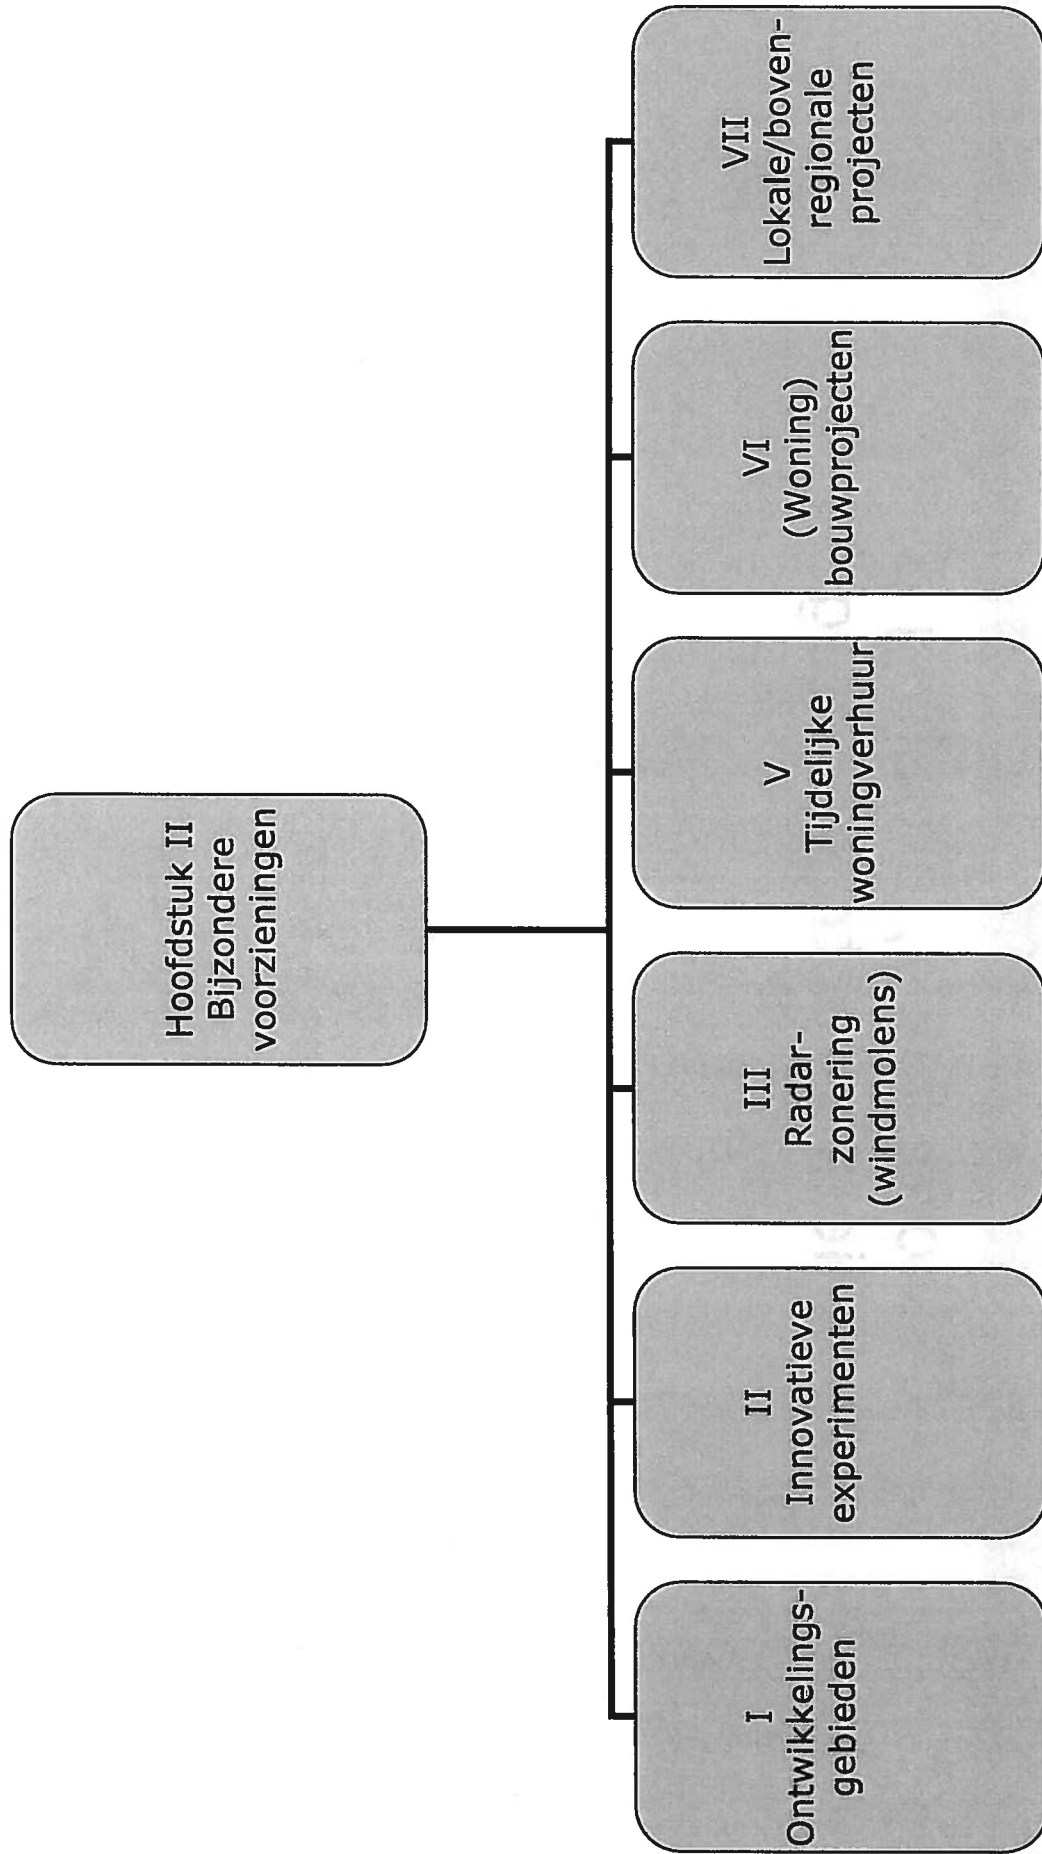 Hoofdstuk II
Bijzondere
voorzieningen
I
Ontwikkelings-
gebieden
II
Innovatieve
experimenten
III
Radar-
zonering
(windmolens)
V
Tijdelijke
woningverhuur
VI
(Woning)
bouwprojecten
VII
Lokale/boven-
regionale
projecten